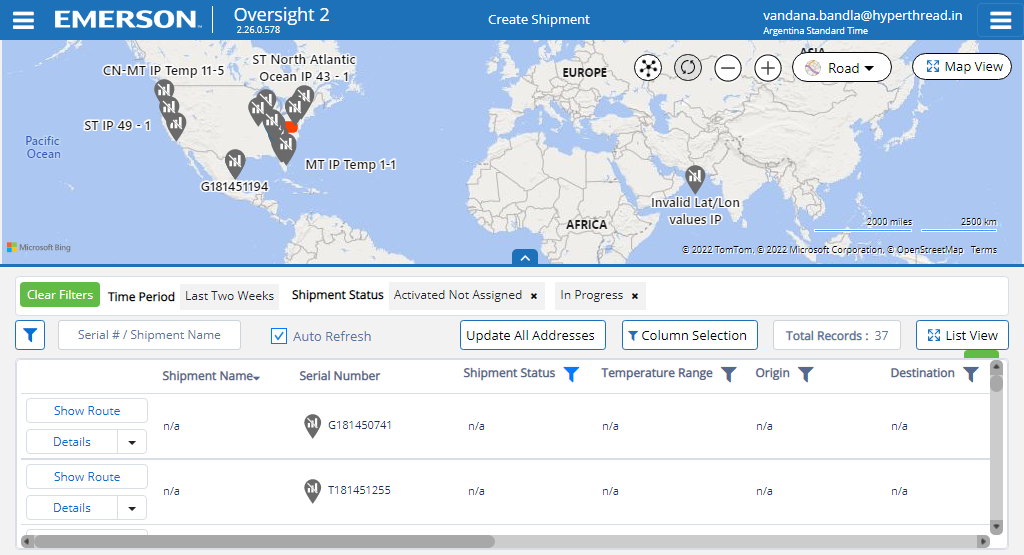 EMERSON
Oversight 2
2.26.0.578
Create Shipment
vandana.bandla@hyperthread.in
Argentina Standard Time
ASIA
CN-MT IP Temp 11-5
ST North Atlantic
Ocean IP 43 - 1
EUROPE
Road
Map View
ST IP 49 - 1
Pacific
Ocean
MT IP Temp 1-1
G181451194
Invalid Lat/Lon
values IP
AFRICA
2000 miles
2500 km
Microsoft Bing
© 2022 TomTom, © 2022 Microsoft Corporation, © OpenStreetMap Terms
Clear Filters
Time Period
Last Two Weeks
Shipment Status
Activated Not Assigned ×
In Progress ×
Serial # / Shipment Name
Auto Refresh
Update All Addresses
Column Selection
Total Records : 37
List View
Shipment Name
Serial Number
Shipment Status
Temperature Range
Origin
Destination
Show Route
Details
n/a
G181450741
n/a
n/a
n/a
n/a
Show Route
Details
n/a
T181451255
n/a
n/a
n/a
n/a